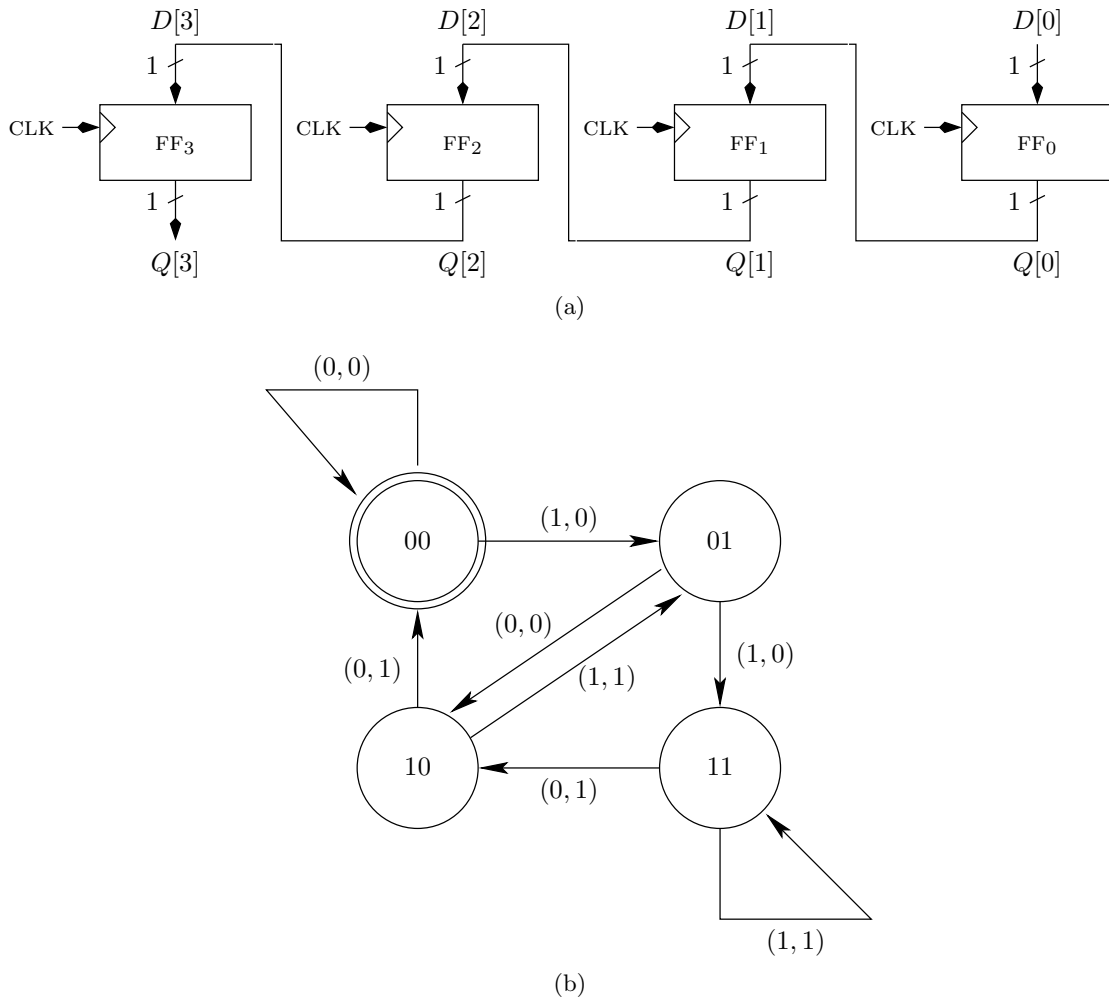 D[3] D[2] D[1] D[0]
1 1 1 1
CLK CLK CLK CLK
FF3 FF2 FF1 FF0
1 1 1 1
Q[3] Q[2] Q[1] Q[0]
(a)
(0, 0)
(1, 0)
00 01
(0, 0)
(1, 0)
(0, 1) (1, 1)
10 11
(0, 1)
(1, 1)
(b)